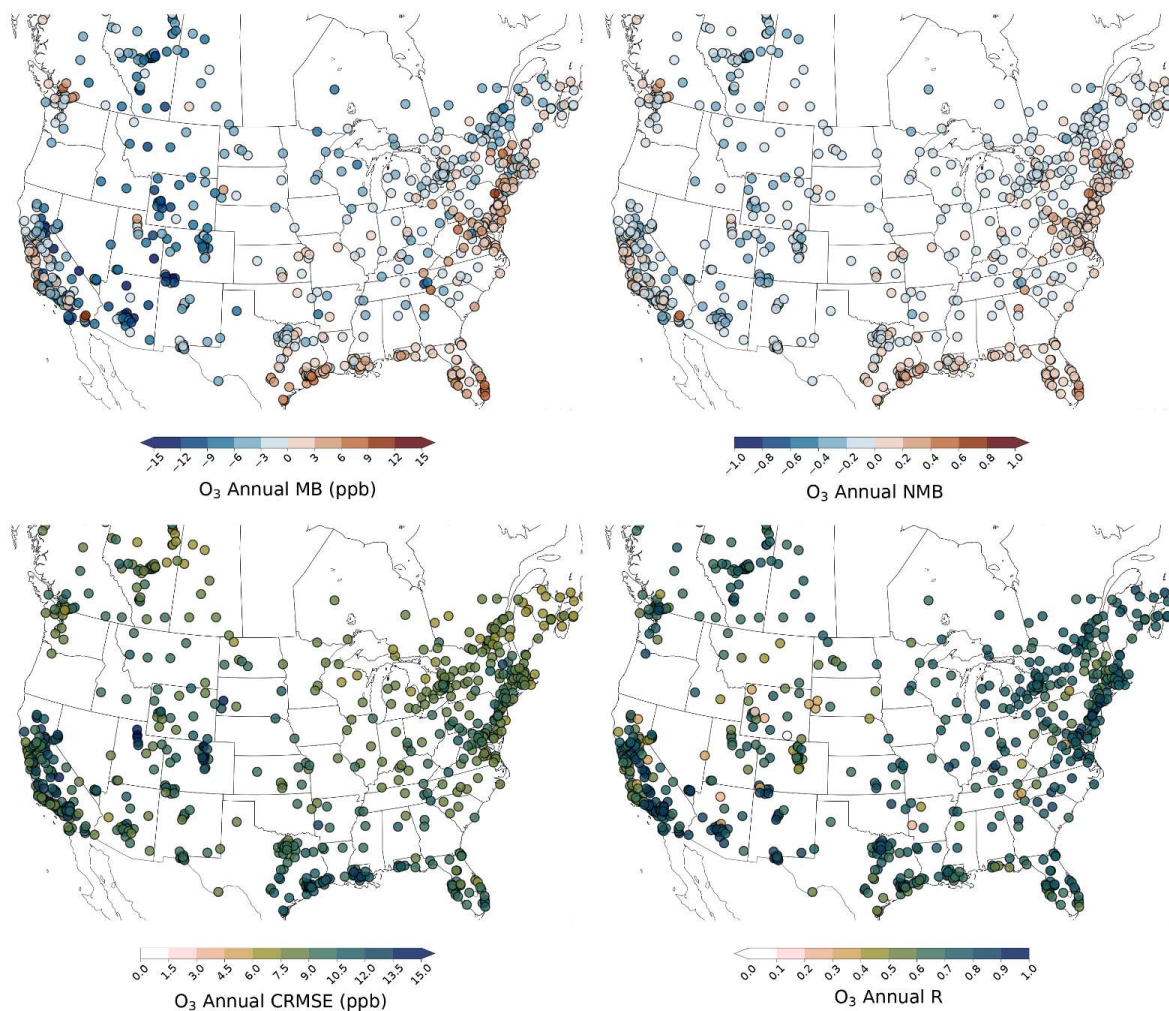 −15 −12 −9 −6 −3 0 3 6 9 12 15
O₃ Annual MB (ppb)
−1.0 −0.8 −0.6 −0.4 −0.2 0.0 0.2 0.4 0.6 0.8 1.0
O₃ Annual NMB
0.0 1.5 3.0 4.5 6.0 7.5 9.0 10.5 12.0 13.5 15.0
O₃ Annual CRMSE (ppb)
0.0 0.1 0.2 0.3 0.4 0.5 0.6 0.7 0.8 0.9 1.0
O₃ Annual R